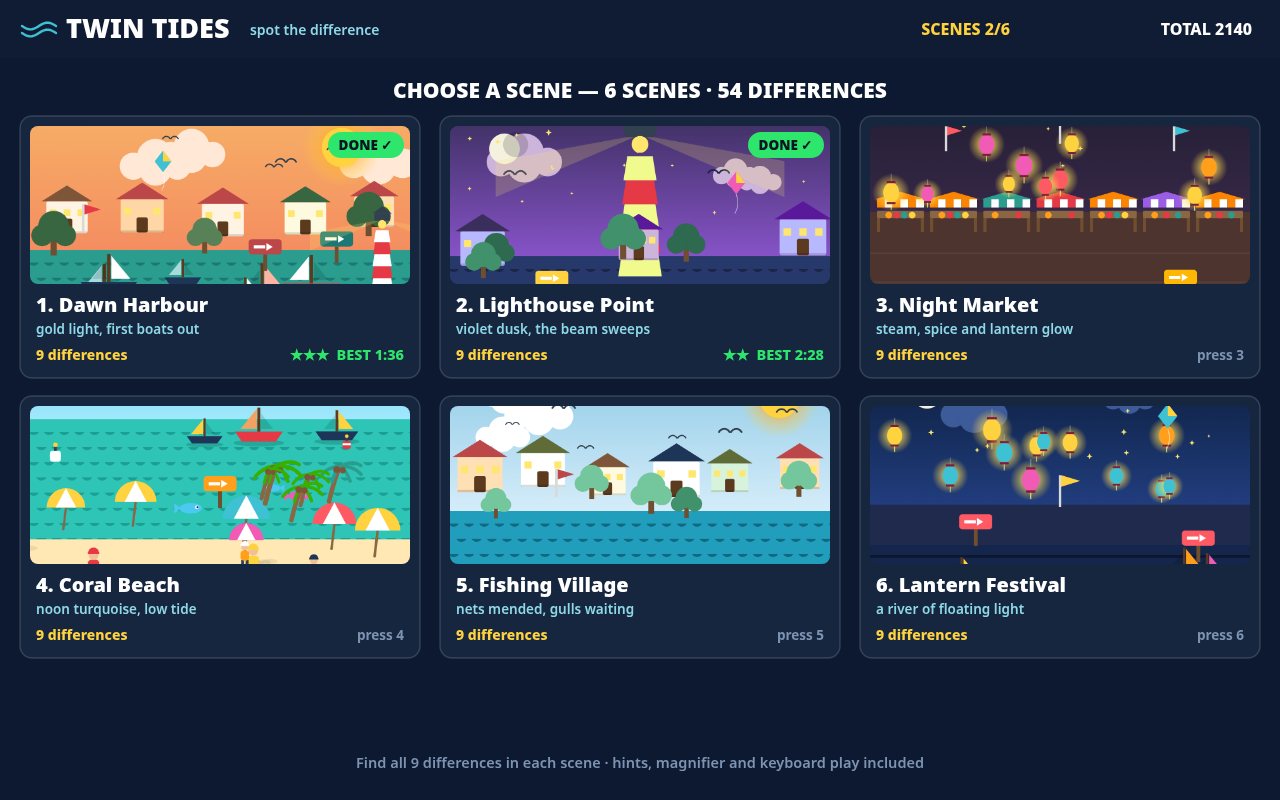 TWIN TIDES
spot the difference
SCENES 2/6
TOTAL 2140
CHOOSE A SCENE — 6 SCENES · 54 DIFFERENCES
DONE ✓
1. Dawn Harbour
gold light, first boats out
9 differences
★★★ BEST 1:36
DONE ✓
2. Lighthouse Point
violet dusk, the beam sweeps
9 differences
★★ BEST 2:28
3. Night Market
steam, spice and lantern glow
9 differences
press 3
4. Coral Beach
noon turquoise, low tide
9 differences
press 4
5. Fishing Village
nets mended, gulls waiting
9 differences
press 5
6. Lantern Festival
a river of floating light
9 differences
press 6
Find all 9 differences in each scene · hints, magnifier and keyboard play included